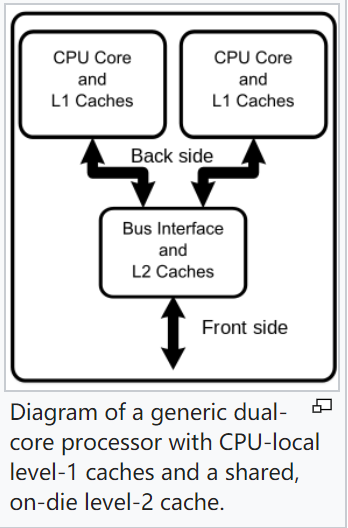 CPU Core
and
L1 Caches
CPU Core
and
L1 Caches
Back side
Bus Interface
and
L2 Caches
Front side
Diagram of a generic dual-
core processor with CPU-local
level-1 caches and a shared,
on-die level-2 cache.